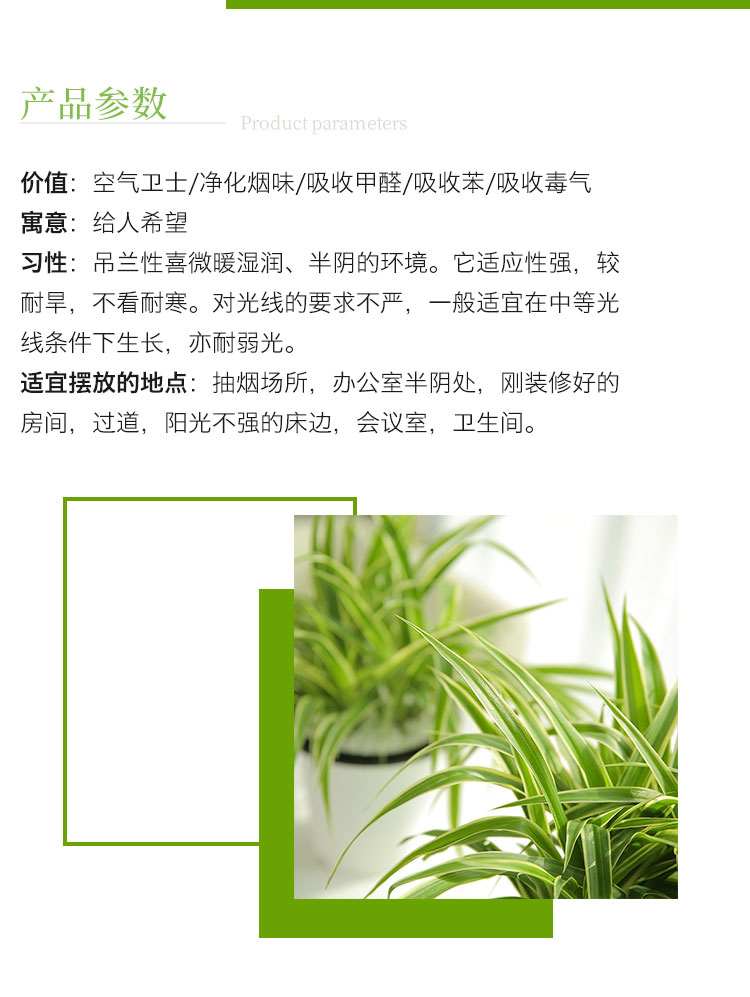 产品参数
Product parameters
价值：空气卫士/净化烟味/吸收甲醛/吸收苯/吸收毒气
寓意：给人希望
习性：吊兰性喜微暖湿润、半阴的环境。它适应性强，较
耐旱，不看耐寒。对光线的要求不严，一般适宜在中等光
线条件下生长，亦耐弱光。
适宜摆放的地点：抽烟场所，办公室半阴处，刚装修好的
房间，过道，阳光不强的床边，会议室，卫生间。